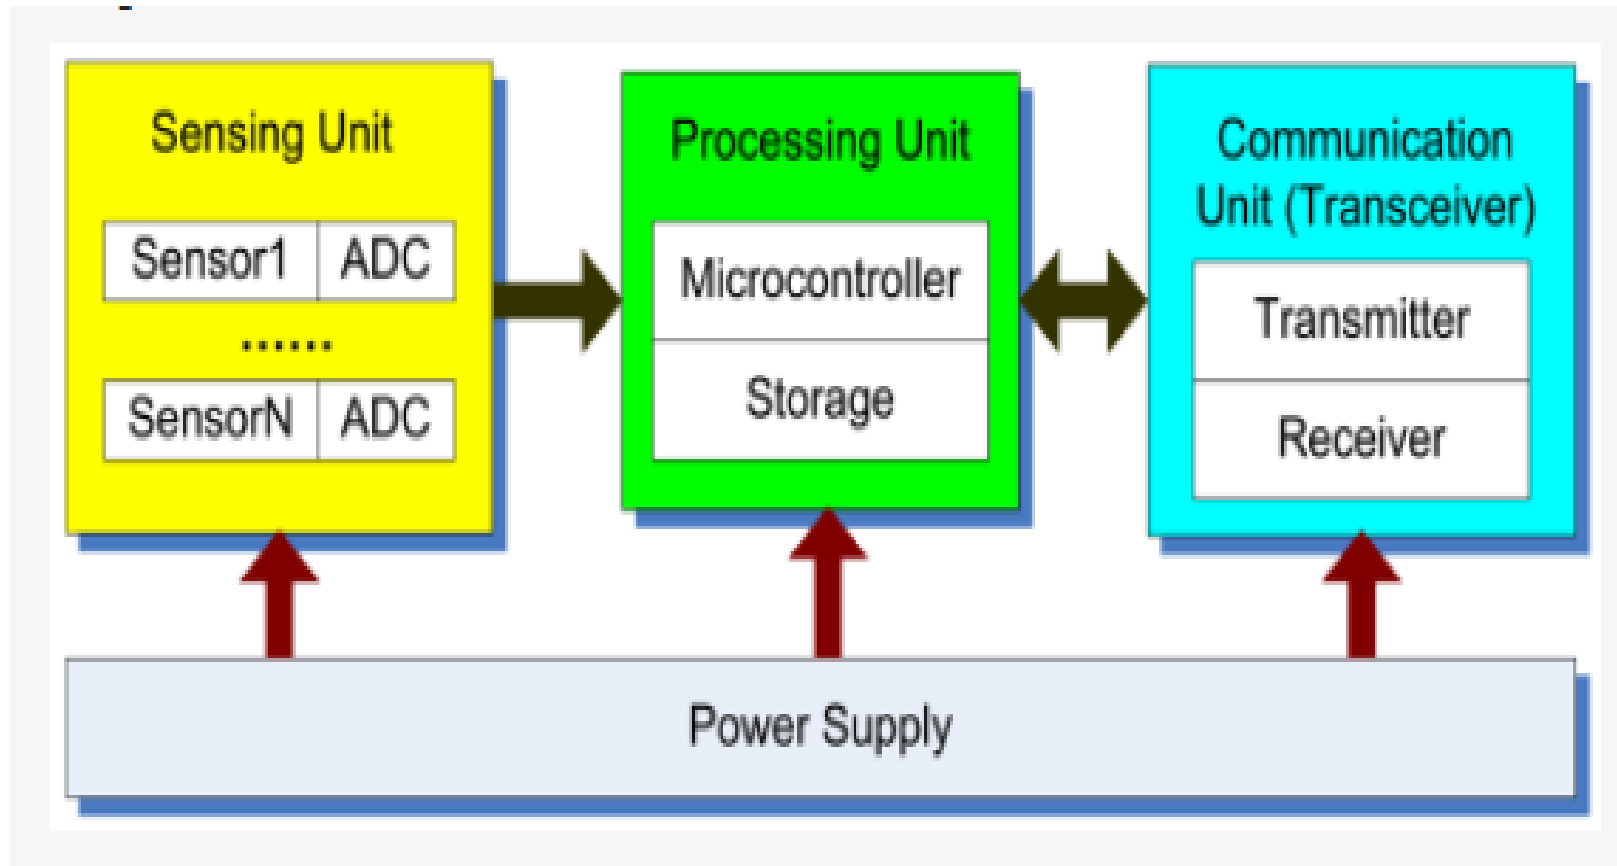 Sensing Unit
Sensor1 ADC
......
SensorN ADC
Processing Unit
Microcontroller
Storage
Communication
Unit (Transceiver)
Transmitter
Receiver
Power Supply